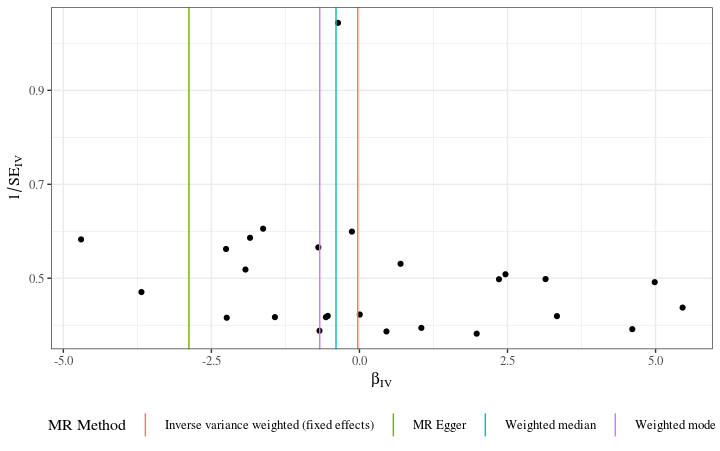 0.9
0.7
0.5
1/SE_IV
-5.0 -2.5 0.0 2.5 5.0
β_IV
MR Method Inverse variance weighted (fixed effects) MR Egger Weighted median Weighted mode